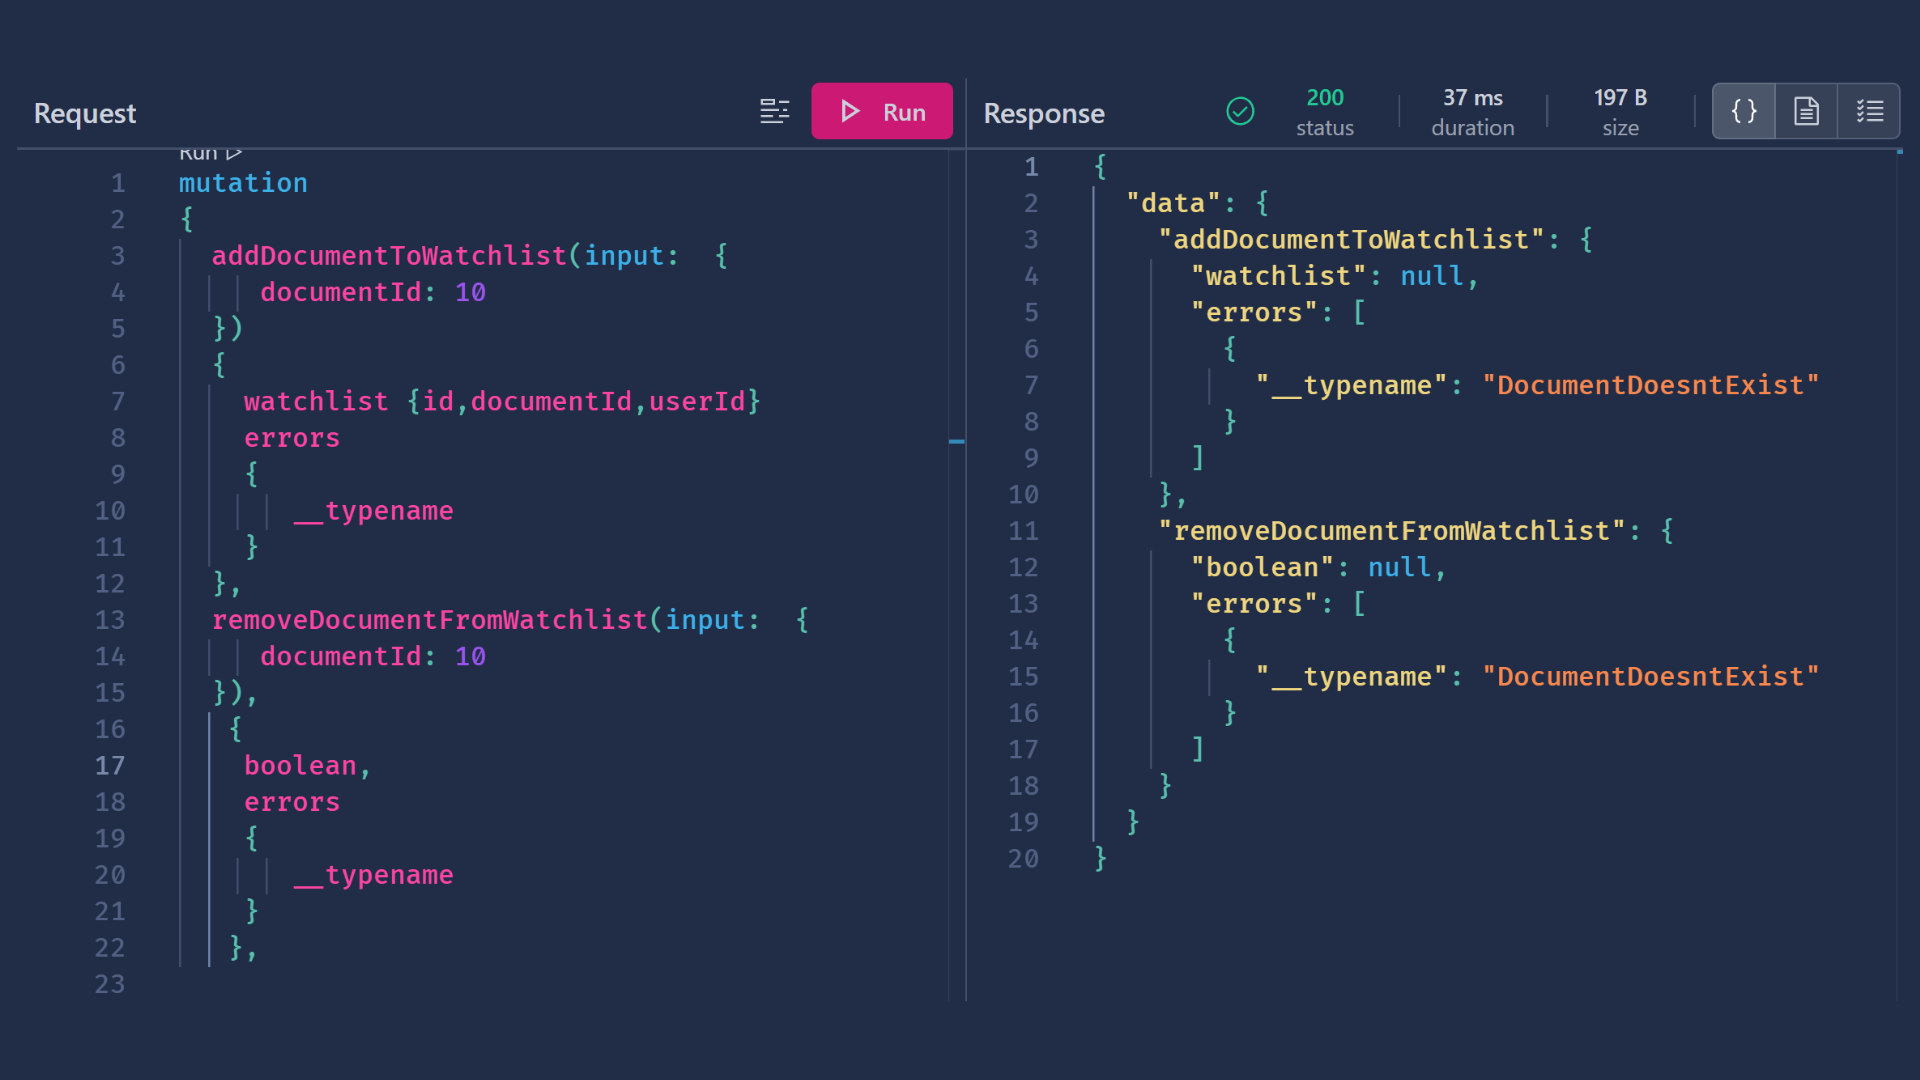 Request
Run
Response
200
status
37 ms
duration
197 B
size
Run
1 mutation
2 {
3 addDocumentToWatchlist(input: {
4 documentId: 10
5 })
6 {
7 watchlist {id,documentId,userId}
8 errors
9 {
10 __typename
11 }
12 },
13 removeDocumentFromWatchlist(input: {
14 documentId: 10
15 }),
16 {
17 boolean,
18 errors
19 {
20 __typename
21 }
22 },
23
1 {
2 "data": {
3 "addDocumentToWatchlist": {
4 "watchlist": null,
5 "errors": [
6 {
7 "__typename": "DocumentDoesntExist"
8 }
9 ]
10 },
11 "removeDocumentFromWatchlist": {
12 "boolean": null,
13 "errors": [
14 {
15 "__typename": "DocumentDoesntExist"
16 }
17 ]
18 }
19 }
20 }